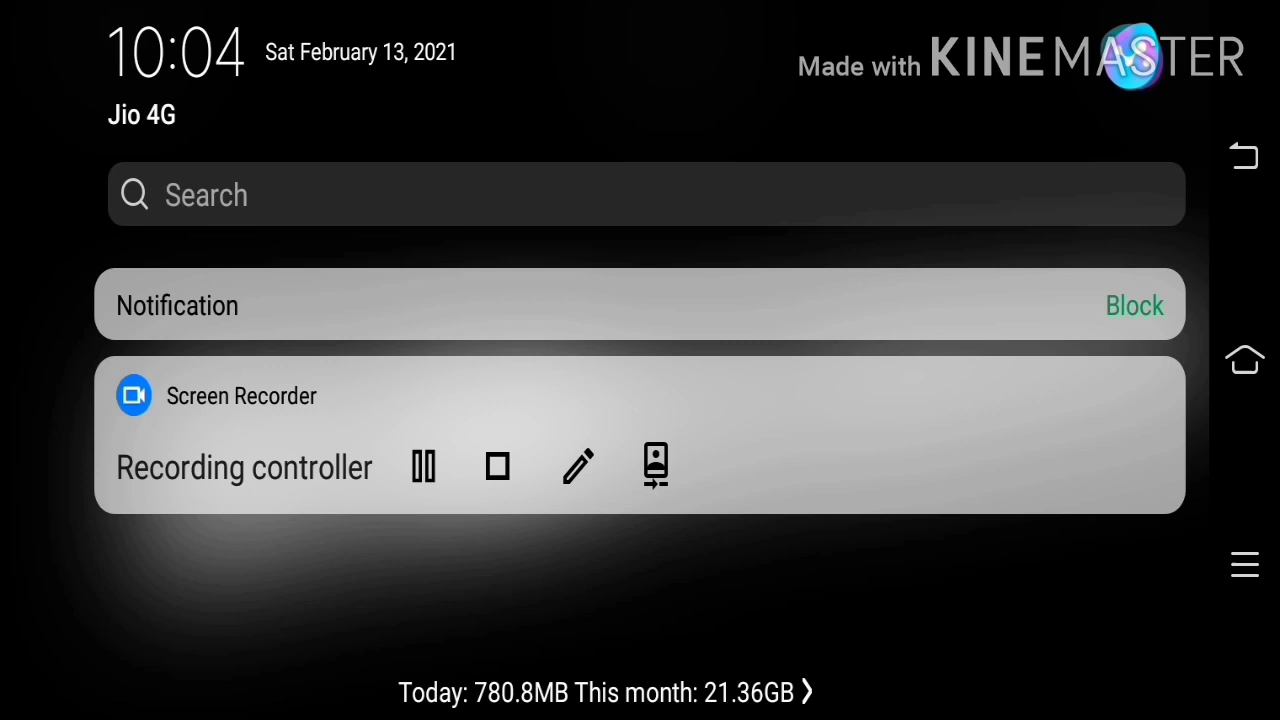 10:04 Sat February 13, 2021
Made with KINEMASTER
Jio 4G
Search
Notification Block
Screen Recorder
Recording controller
Today: 780.8MB This month: 21.36GB